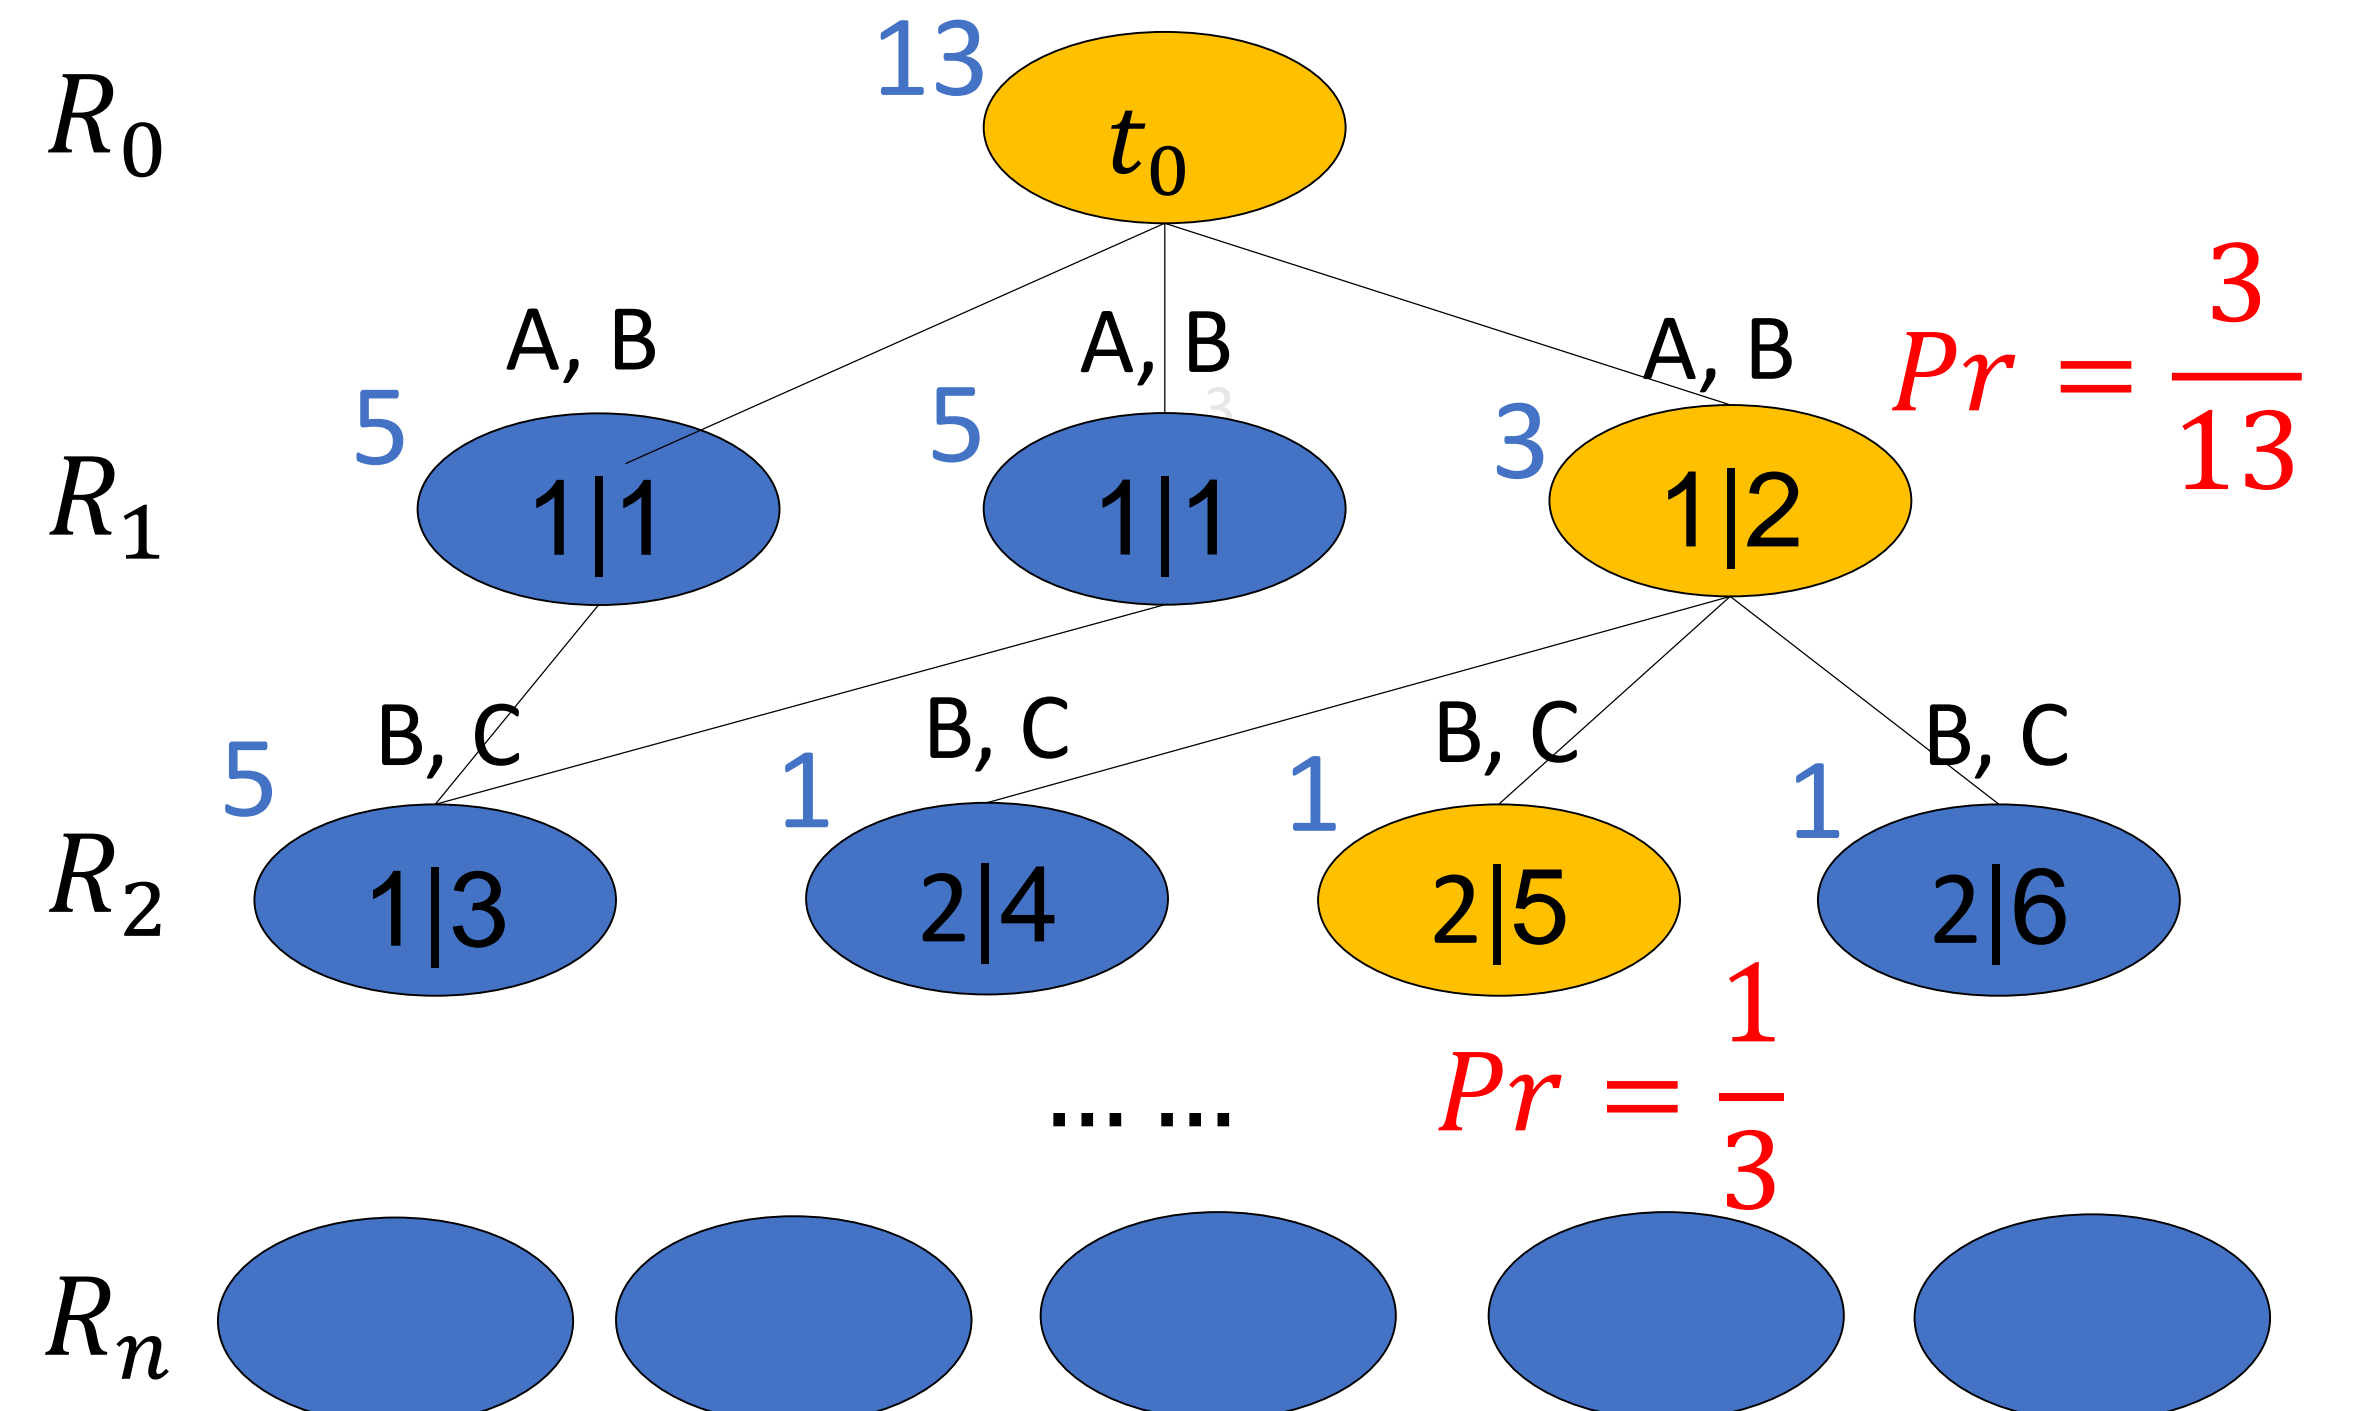 R₀ 13 t₀
A, B A, B A, B Pr = 3/13
3
R₁ 5 1|1 5 1|1 3 1|2
B, C B, C B, C B, C
R₂ 5 1|3 1 2|4 1 2|5 1 2|6
... ... Pr = 1/3
Rₙ